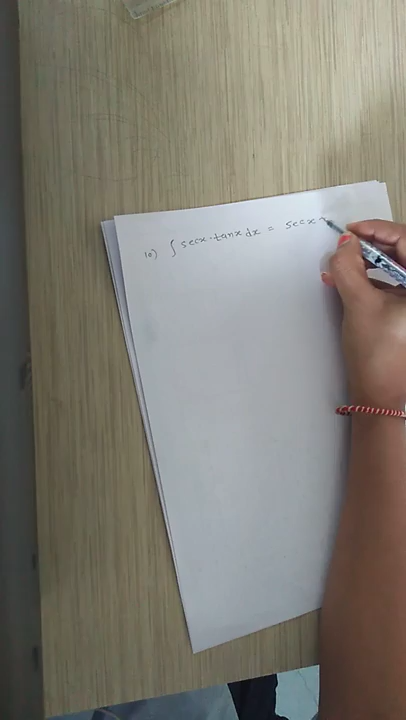 10) ∫ secx · tanx dx = secx